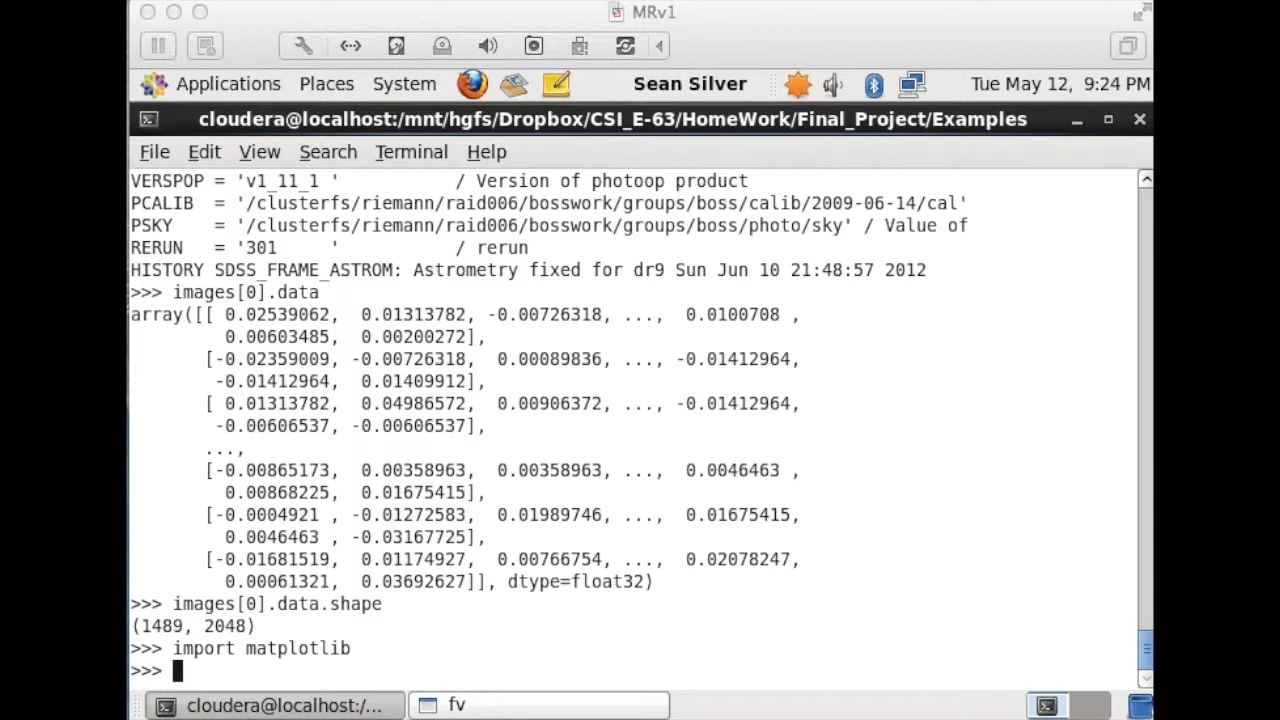 MRv1
Applications Places System Sean Silver Tue May 12, 9:24 PM
cloudera@localhost:/mnt/hgfs/Dropbox/CSI_E-63/HomeWork/Final_Project/Examples
File Edit View Search Terminal Help
VERSPOP = 'v1_11_1 '           / Version of photoop product
PCALIB  = '/clusterfs/riemann/raid006/bosswork/groups/boss/calib/2009-06-14/cal'
PSKY    = '/clusterfs/riemann/raid006/bosswork/groups/boss/photo/sky' / Value of
RERUN   = '301     '           / rerun
HISTORY SDSS_FRAME_ASTROM: Astrometry fixed for dr9 Sun Jun 10 21:48:57 2012
>>> images[0].data
array([[ 0.02539062,  0.01313782, -0.00726318, ...,  0.0100708 ,
         0.00603485,  0.00200272],
       [-0.02359009, -0.00726318,  0.00089836, ..., -0.01412964,
        -0.01412964,  0.01409912],
       [ 0.01313782,  0.04986572,  0.00906372, ..., -0.01412964,
        -0.00606537, -0.00606537],
       ...,
       [-0.00865173,  0.00358963,  0.00358963, ...,  0.0046463 ,
         0.00868225,  0.01675415],
       [-0.0004921 , -0.01272583,  0.01989746, ...,  0.01675415,
         0.0046463 , -0.03167725],
       [-0.01681519,  0.01174927,  0.00766754, ...,  0.02078247,
         0.00061321,  0.03692627]], dtype=float32)
>>> images[0].data.shape
(1489, 2048)
>>> import matplotlib
>>>
cloudera@localhost:/... fv